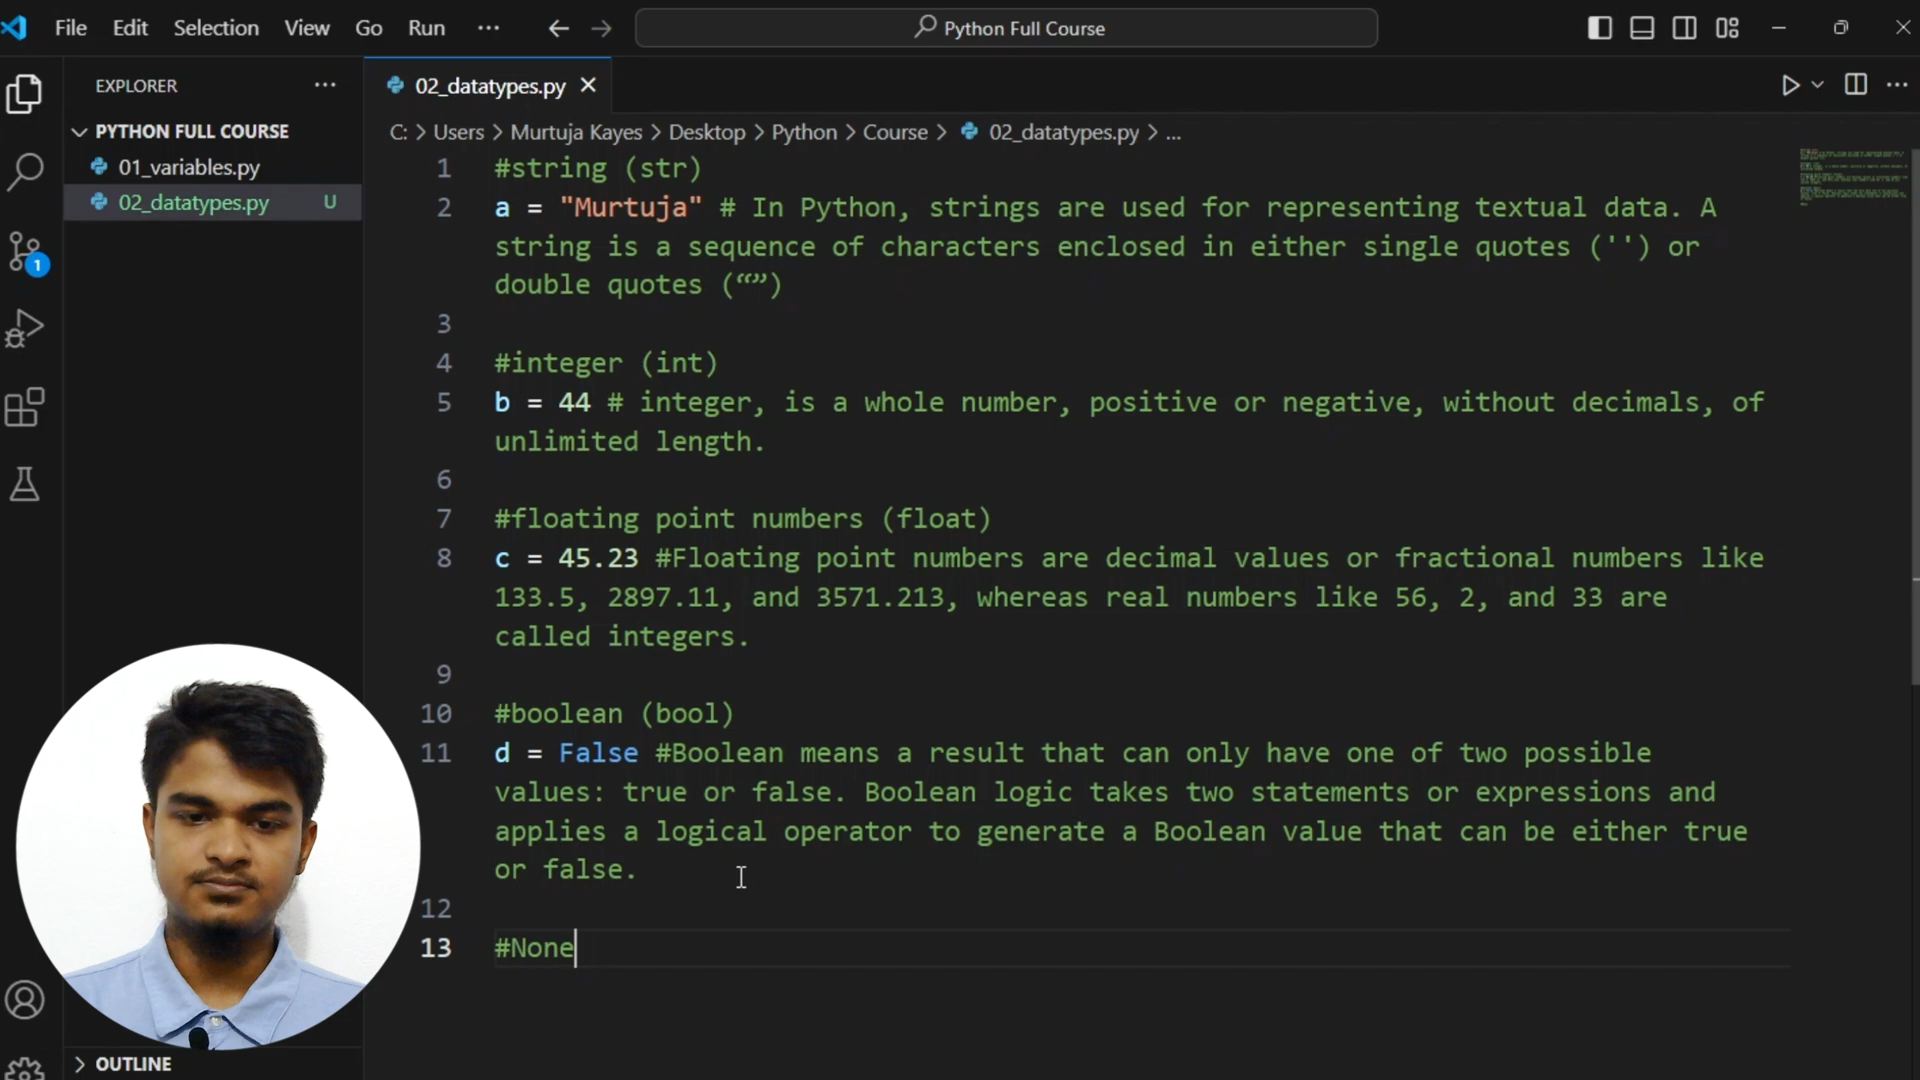 File Edit Selection View Go Run ··· Python Full Course
EXPLORER ···
02_datatypes.py
PYTHON FULL COURSE
01_variables.py
02_datatypes.py U
1
C: > Users > Murtuja Kayes > Desktop > Python > Course > 02_datatypes.py > ...
1 #string (str)
2 a = "Murtuja" # In Python, strings are used for representing textual data. A
string is a sequence of characters enclosed in either single quotes ('') or
double quotes (“”)
3
4 #integer (int)
5 b = 44 # integer, is a whole number, positive or negative, without decimals, of
unlimited length.
6
7 #floating point numbers (float)
8 c = 45.23 #Floating point numbers are decimal values or fractional numbers like
133.5, 2897.11, and 3571.213, whereas real numbers like 56, 2, and 33 are
called integers.
9
10 #boolean (bool)
11 d = False #Boolean means a result that can only have one of two possible
values: true or false. Boolean logic takes two statements or expressions and
applies a logical operator to generate a Boolean value that can be either true
or false.
12
13 #None
OUTLINE